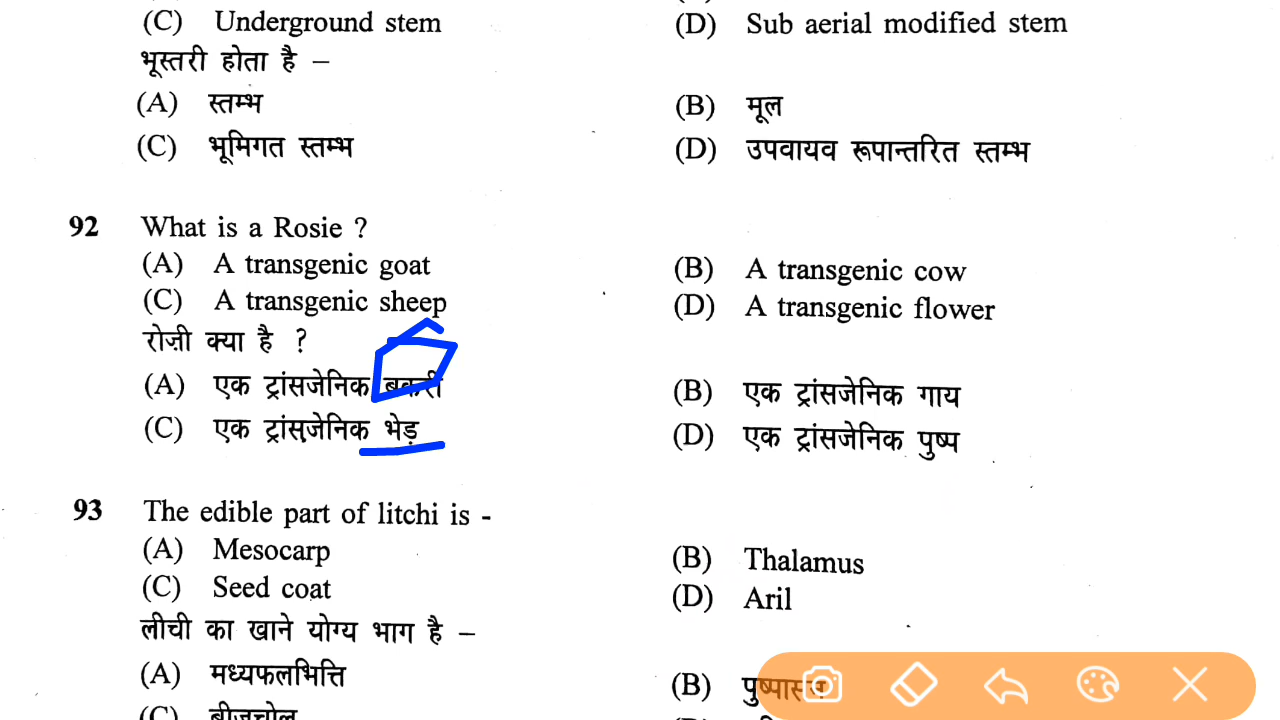 (C) Underground stem (D) Sub aerial modified stem
भूस्तरी होता है –
(A) स्तम्भ (B) मूल
(C) भूमिगत स्तम्भ (D) उपवायव रूपान्तरित स्तम्भ
92 What is a Rosie ?
(A) A transgenic goat (B) A transgenic cow
(C) A transgenic sheep (D) A transgenic flower
रोज़ी क्या है ?
(A) एक ट्रांसजेनिक बकरी (B) एक ट्रांसजेनिक गाय
(C) एक ट्रांसजेनिक भेड़ (D) एक ट्रांसजेनिक पुष्प
93 The edible part of litchi is -
(A) Mesocarp (B) Thalamus
(C) Seed coat (D) Aril
लीची का खाने योग्य भाग है –
(A) मध्यफलभित्ति (B)
(C) बीजचोल